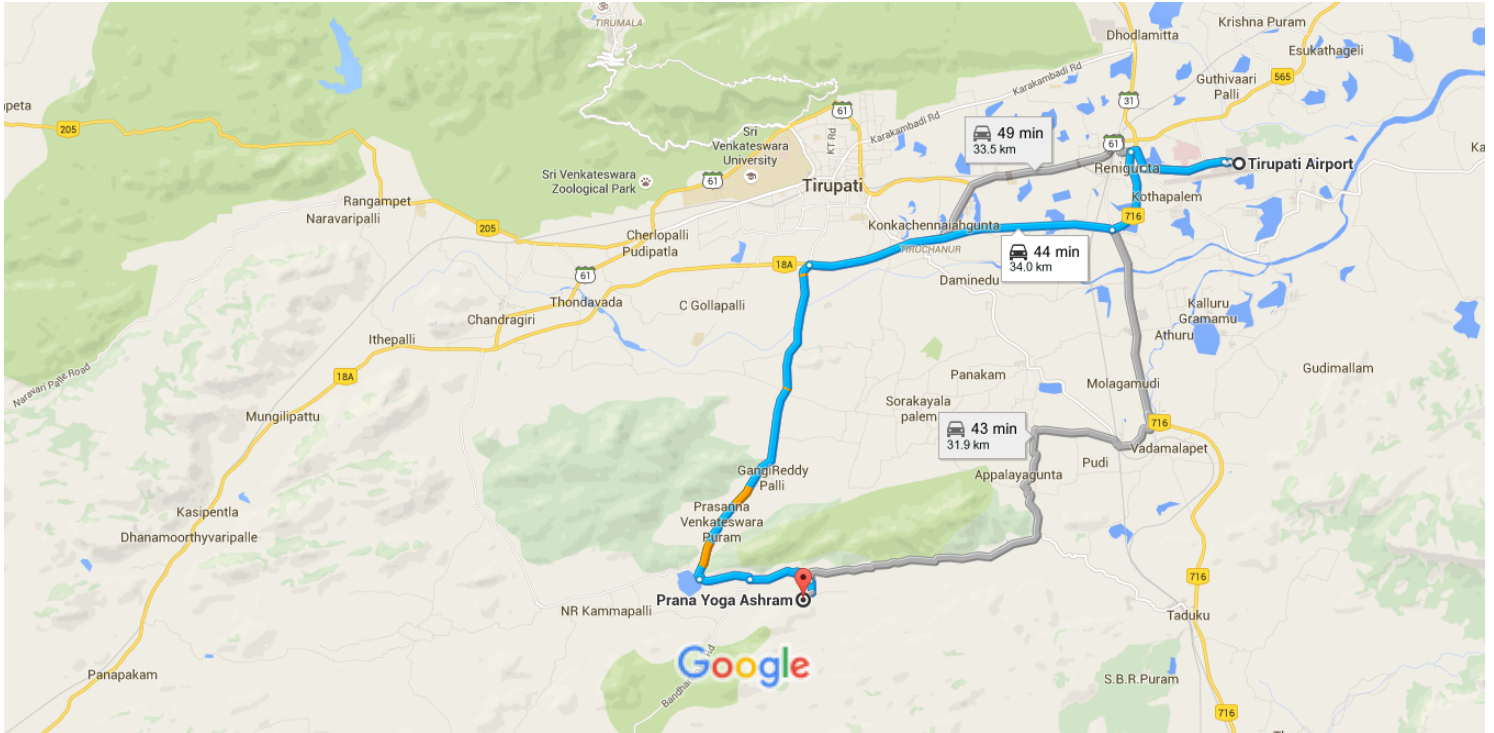 TIRUMALA
Krishna Puram
Dhodlamitta
Esukathageli
Karakambadi Rd
565
Guthivaari
Palli
31
205
61
KT Rd
Karakambadi Rd
49 min
33.5 km
61
Sri
Venkateswara
University
Renigunta
Tirupati Airport
Sri Venkateswara
Zoological Park
61
Tirupati
Kothapalem
Rangampet
Naravaripalli
205
716
Konkachennaiahgunta
Cherlopalli
Pudipatla
TIRUCHANUR
44 min
34.0 km
18A
61
Daminedu
Thondavada
C Gollapalli
Kalluru
Gramamu
Chandragiri
Athuru
Ithepalli
Naravari Palle Road
18A
Panakam
Molagamudi
Gudimallam
Mungilipattu
Sorakayala
palem
43 min
31.9 km
716
Vadamalapet
Pudi
GangiReddy
Palli
Appalayagunta
Kasipentla
Prasanna
Venkateswara
Puram
Dhanamoorthyvaripalle
716
Prana Yoga Ashram
NR Kammapalli
Taduku
Google
Panapakam
S.B.R.Puram
716